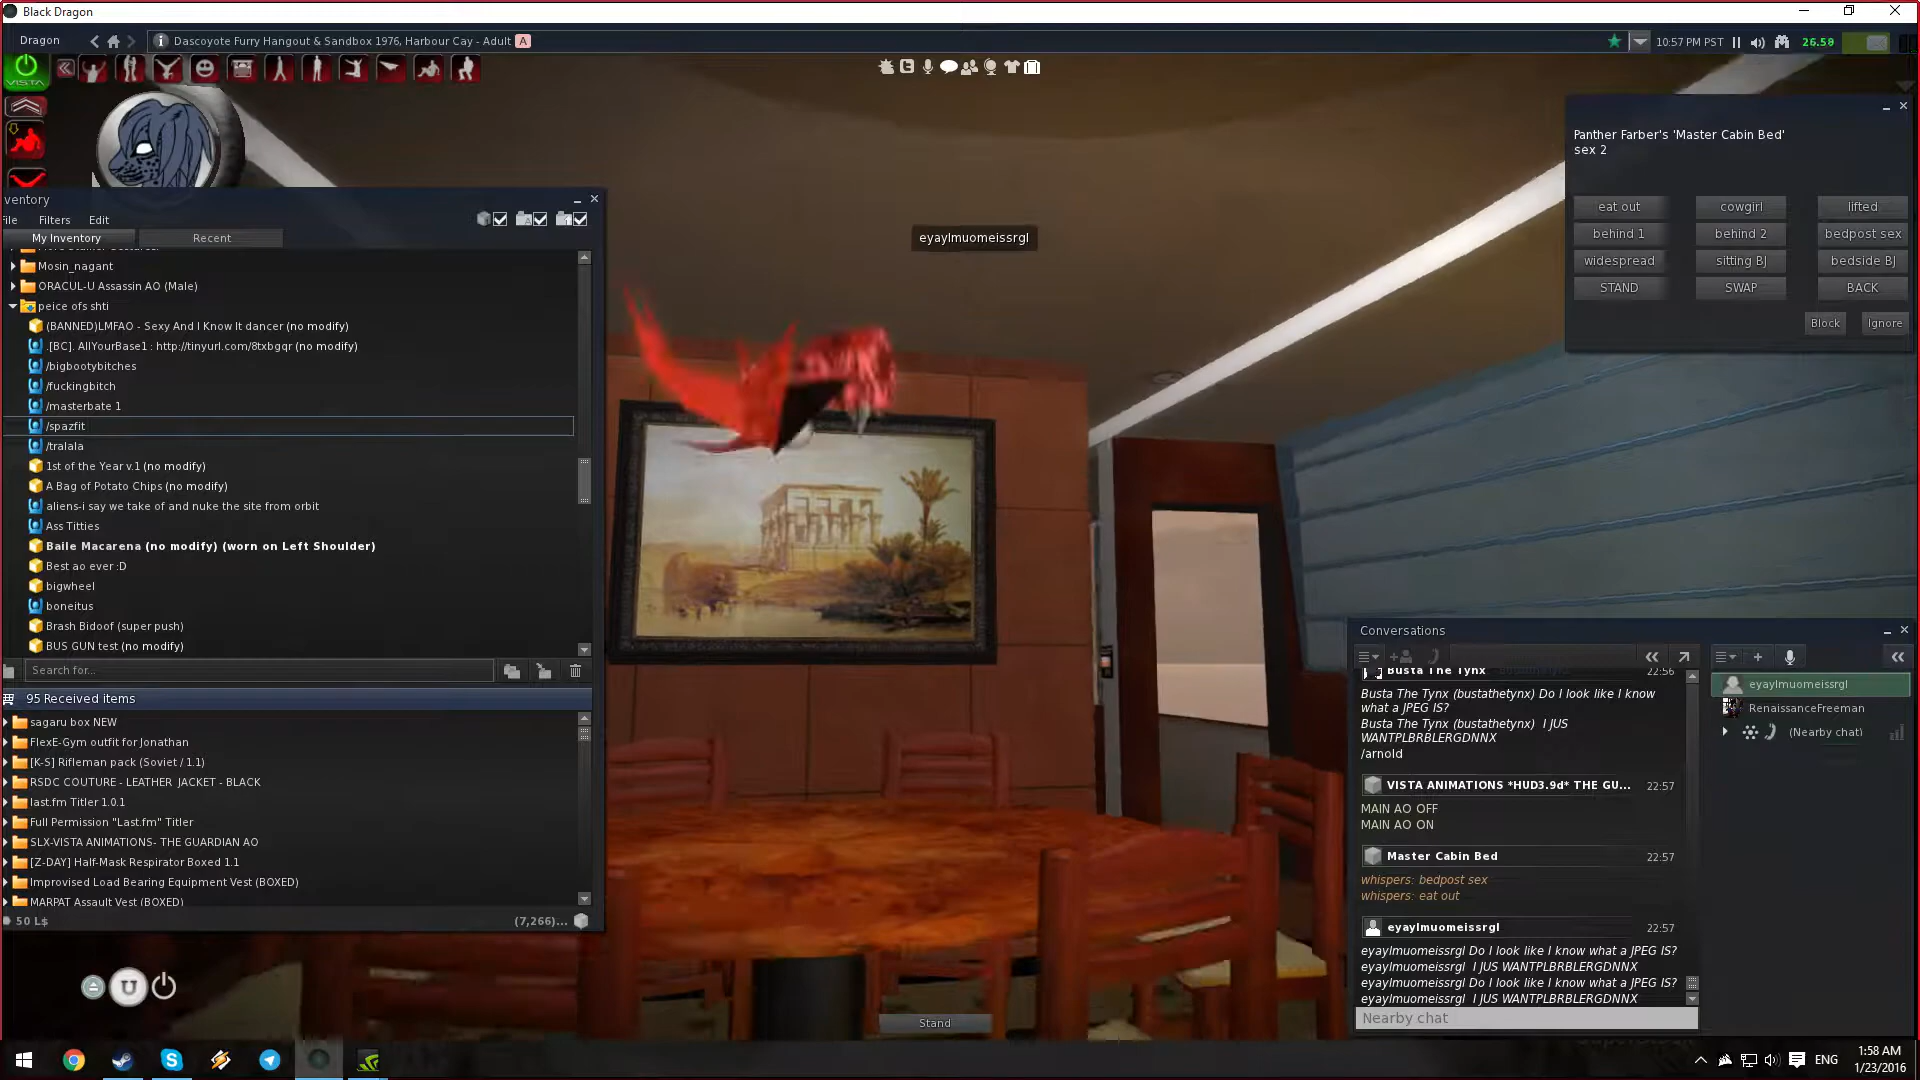 Black Dragon
Dragon
Dascoyote Furry Hangout & Sandbox 1976, Harbour Cay - Adult A
10:57 PM PST
26.58
VISTA
ventory
File Filters Edit
My Inventory
Recent
Mosin_nagant
ORACUL-U Assassin AO (Male)
peice ofs shti
(BANNED)LMFAO - Sexy And I Know It dancer (no modify)
.[BC]. AllYourBase1 : http://tinyurl.com/8txbgqr (no modify)
/bigbootybitches
/fuckingbitch
/masterbate 1
/spazfit
/tralala
1st of the Year v.1 (no modify)
A Bag of Potato Chips (no modify)
aliens-i say we take of and nuke the site from orbit
Ass Titties
Baile Macarena (no modify) (worn on Left Shoulder)
Best ao ever :D
bigwheel
boneitus
Brash Bidoof (super push)
BUS GUN test (no modify)
Search for...
95 Received items
sagaru box NEW
FlexE-Gym outfit for Jonathan
[K-S] Rifleman pack (Soviet / 1.1)
RSDC COUTURE - LEATHER JACKET - BLACK
last.fm Titler 1.0.1
Full Permission "Last.fm" Titler
SLX-VISTA ANIMATIONS- THE GUARDIAN AO
[Z-DAY] Half-Mask Respirator Boxed 1.1
Improvised Load Bearing Equipment Vest (BOXED)
MARPAT Assault Vest (BOXED)
50 L$
(7,266)...
eyaylmuomeissrgl
Panther Farber's 'Master Cabin Bed'
sex 2
eat out cowgirl lifted
behind 1 behind 2 bedpost sex
widespread sitting BJ bedside BJ
STAND SWAP BACK
Block Ignore
Stand
Conversations
Busta The Tynx 22:56
Busta The Tynx (bustathetynx) Do I look like I know
what a JPEG IS?
Busta The Tynx (bustathetynx) I JUS
WANTPLBRBLERGDNNX
/arnold
VISTA ANIMATIONS *HUD3.9d* THE GU... 22:57
MAIN AO OFF
MAIN AO ON
Master Cabin Bed 22:57
whispers: bedpost sex
whispers: eat out
eyaylmuomeissrgl 22:57
eyaylmuomeissrgl Do I look like I know what a JPEG IS?
eyaylmuomeissrgl I JUS WANTPLBRBLERGDNNX
eyaylmuomeissrgl Do I look like I know what a JPEG IS?
eyaylmuomeissrgl I JUS WANTPLBRBLERGDNNX
Nearby chat
eyaylmuomeissrgl
RenaissanceFreeman
(Nearby chat)
U
ENG
1:58 AM
1/23/2016